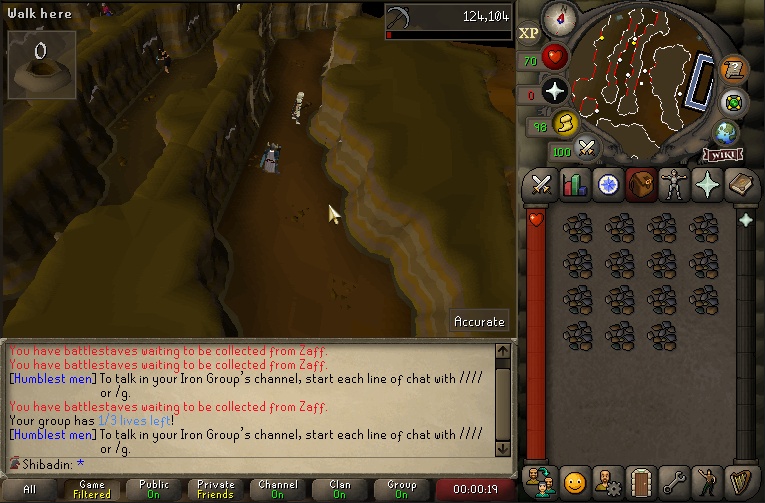 Walk here
0
124,104
XP
70
0
98
100
WIKI
Accurate
You have battlestaves waiting to be collected from Zaff.
You have battlestaves waiting to be collected from Zaff.
[Humblest men] To talk in your Iron Group's channel, start each line of chat with ////
or /g.
You have battlestaves waiting to be collected from Zaff.
Your group has 1/3 lives left!
[Humblest men] To talk in your Iron Group's channel, start each line of chat with ////
or /g.
Shibadin: *
All
Game
Filtered
Public
On
Private
Friends
Channel
On
Clan
On
Group
On
00:00:19